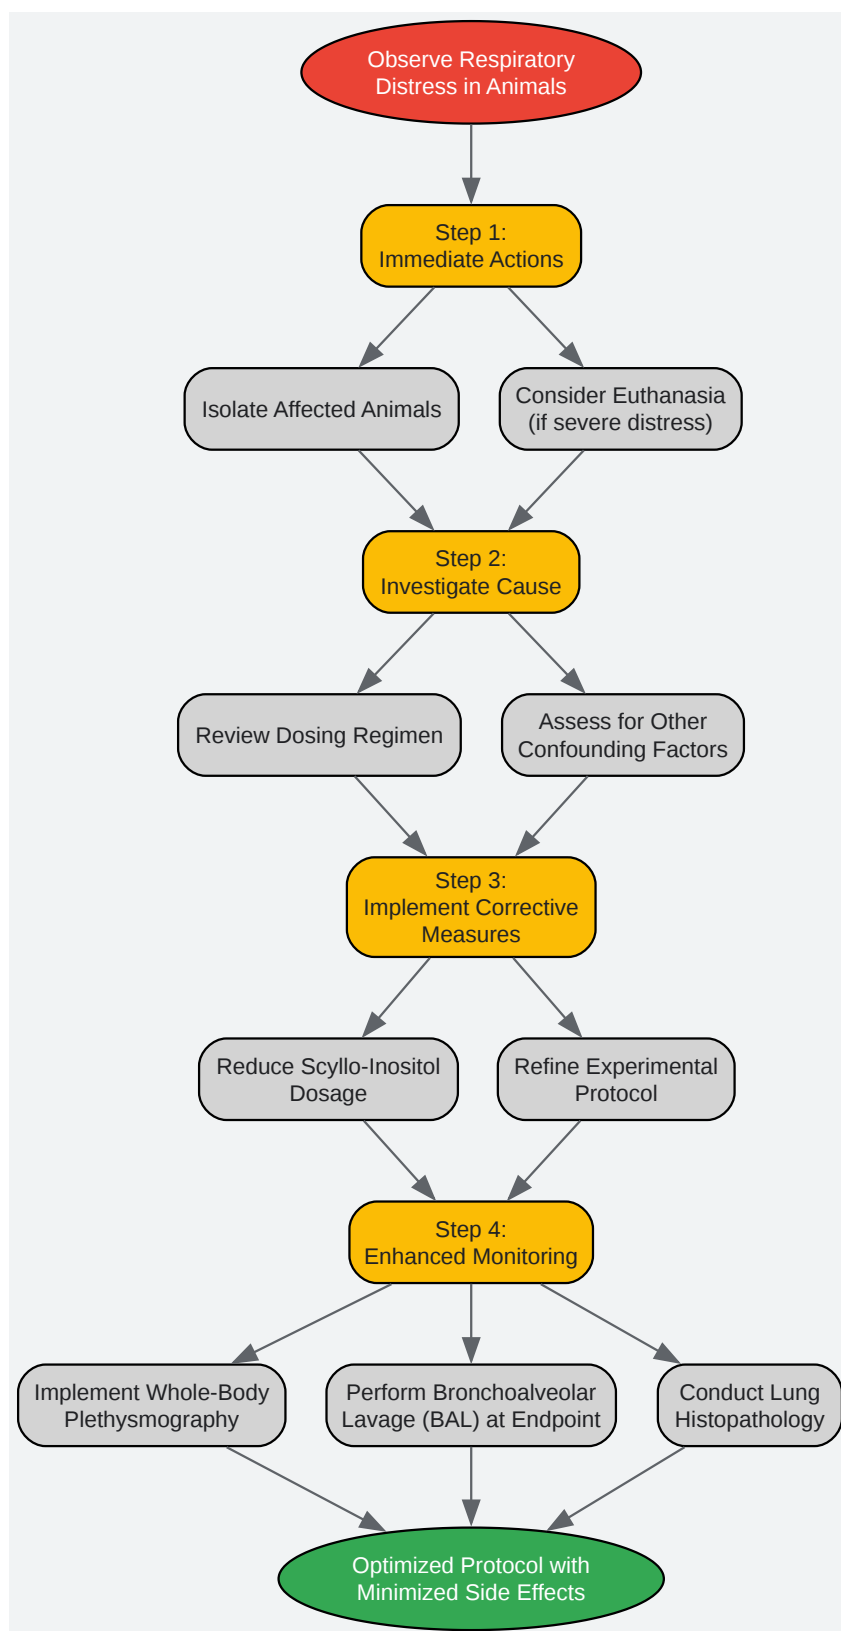 Observe Respiratory
Distress in Animals
Step 1:
Immediate Actions
Isolate Affected Animals
Consider Euthanasia
(if severe distress)
Step 2:
Investigate Cause
Review Dosing Regimen
Assess for Other
Confounding Factors
Step 3:
Implement Corrective
Measures
Reduce Scyllo-Inositol
Dosage
Refine Experimental
Protocol
Step 4:
Enhanced Monitoring
Implement Whole-Body
Plethysmography
Perform Bronchoalveolar
Lavage (BAL) at Endpoint
Conduct Lung
Histopathology
Optimized Protocol with
Minimized Side Effects